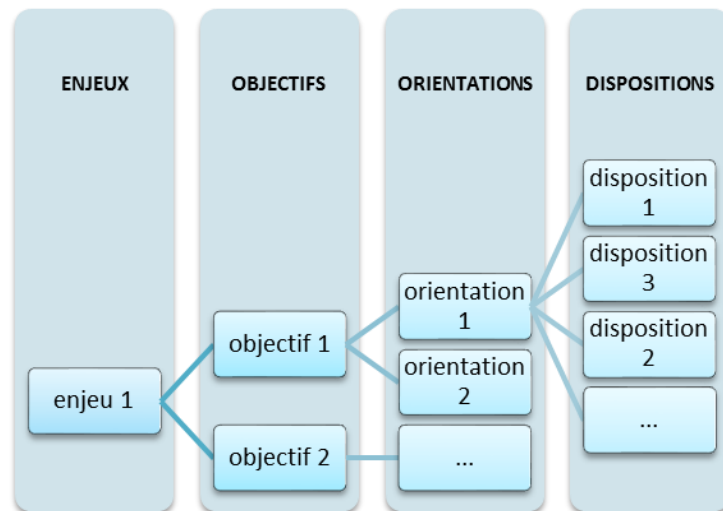 ENJEUX
OBJECTIFS
ORIENTATIONS
DISPOSITIONS
enjeu 1
objectif 1
objectif 2
orientation
1
orientation
2
...
disposition
1
disposition
3
disposition
2
...